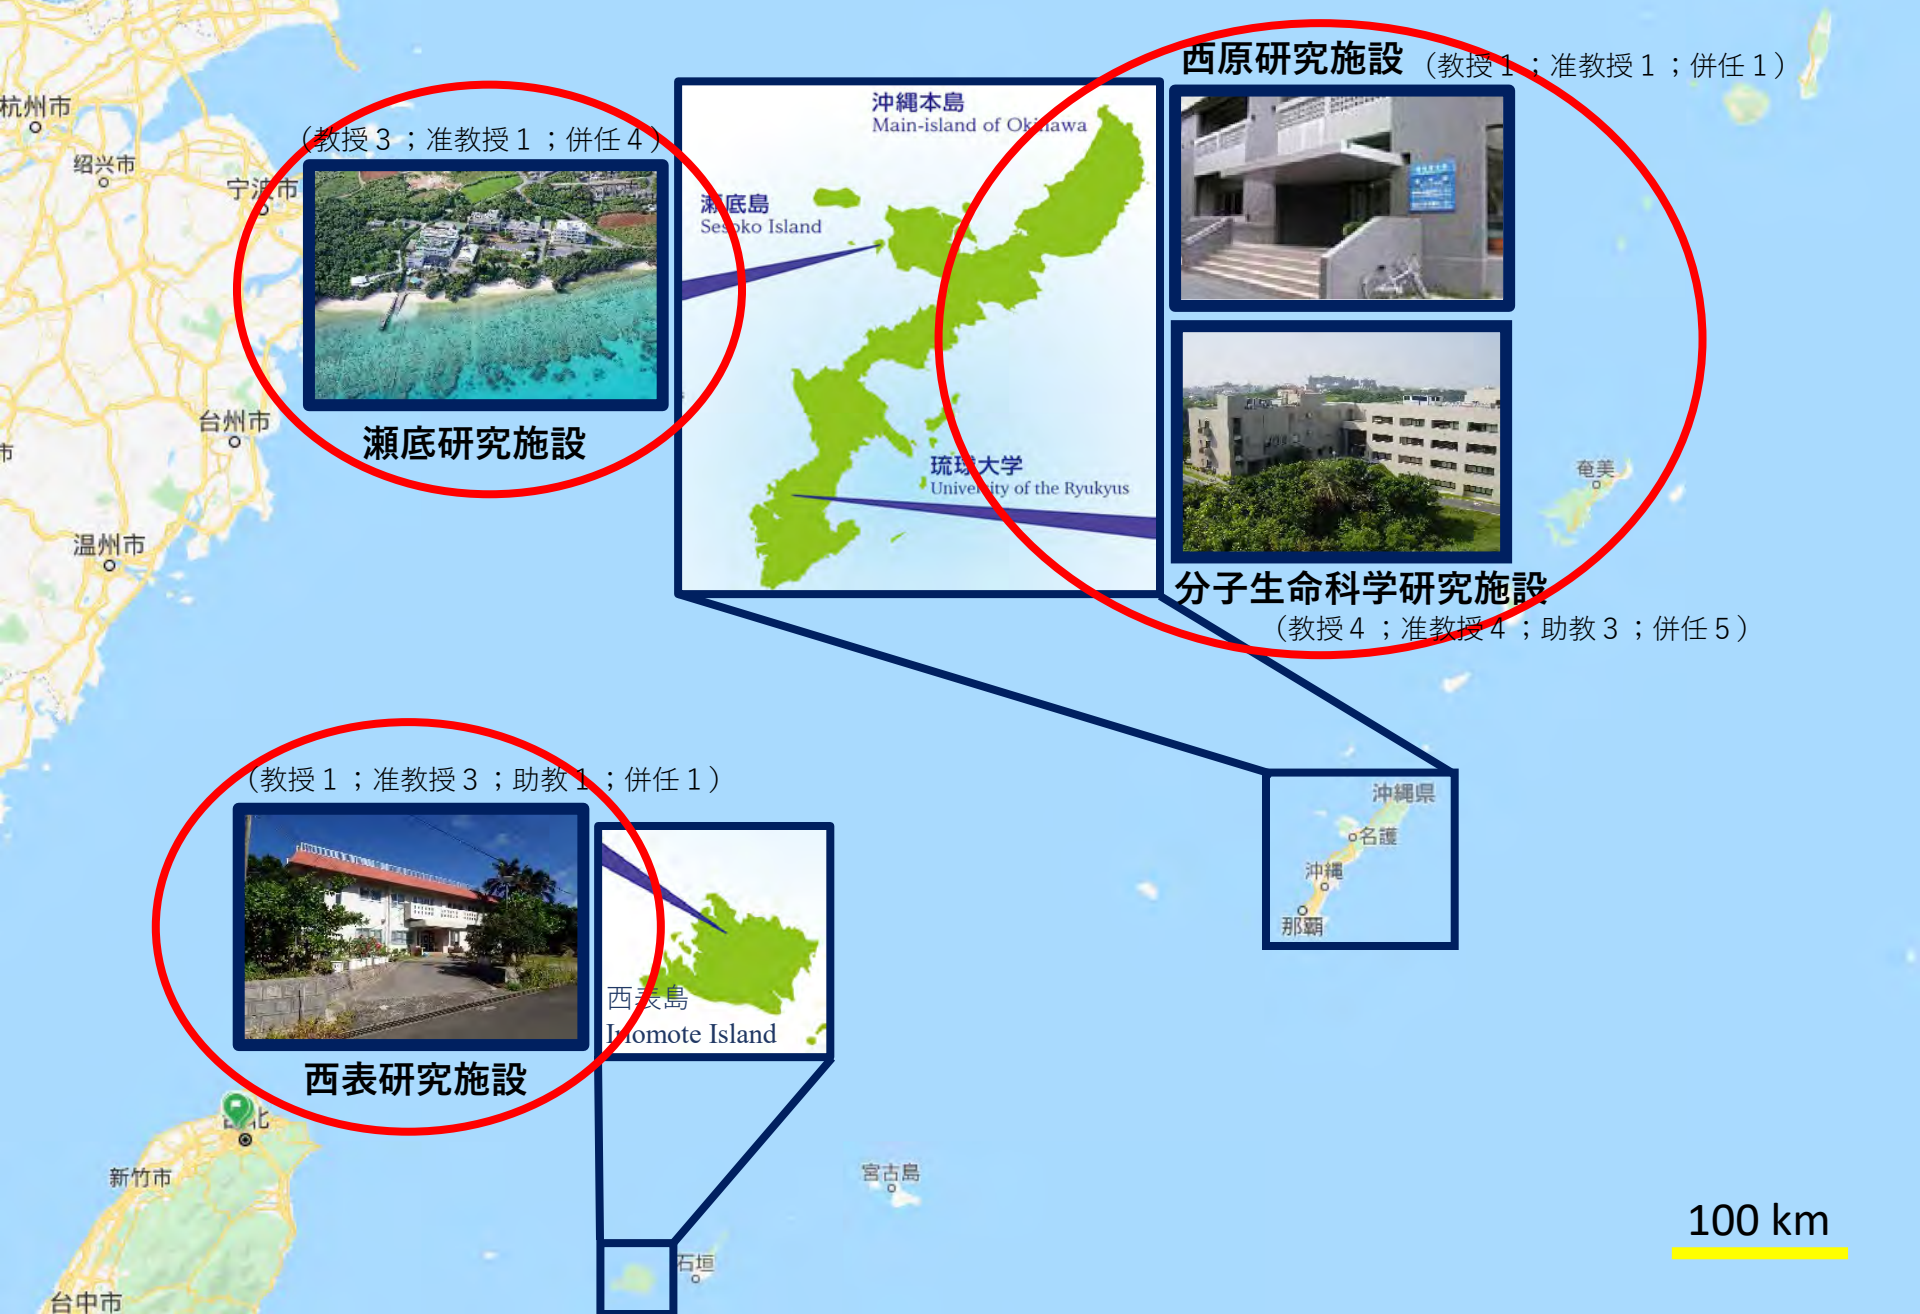 西原研究施設 （教授１；准教授１；併任１）
杭州市
沖縄本島
Main-island of Okinawa
（教授３；准教授１；併任４）
绍兴市
宁波市
瀬底島
Sesoko Island
台州市
瀬底研究施設
市
琉球大学
University of the Ryukyus
奄美
温州市
分子生命科学研究施設
（教授４；准教授４；助教３；併任５）
（教授１；准教授３；助教１；併任１）
沖縄県
名護
沖縄
那覇
西表島
Iriomote Island
西表研究施設
台北
新竹市
宮古島
100 km
石垣
台中市